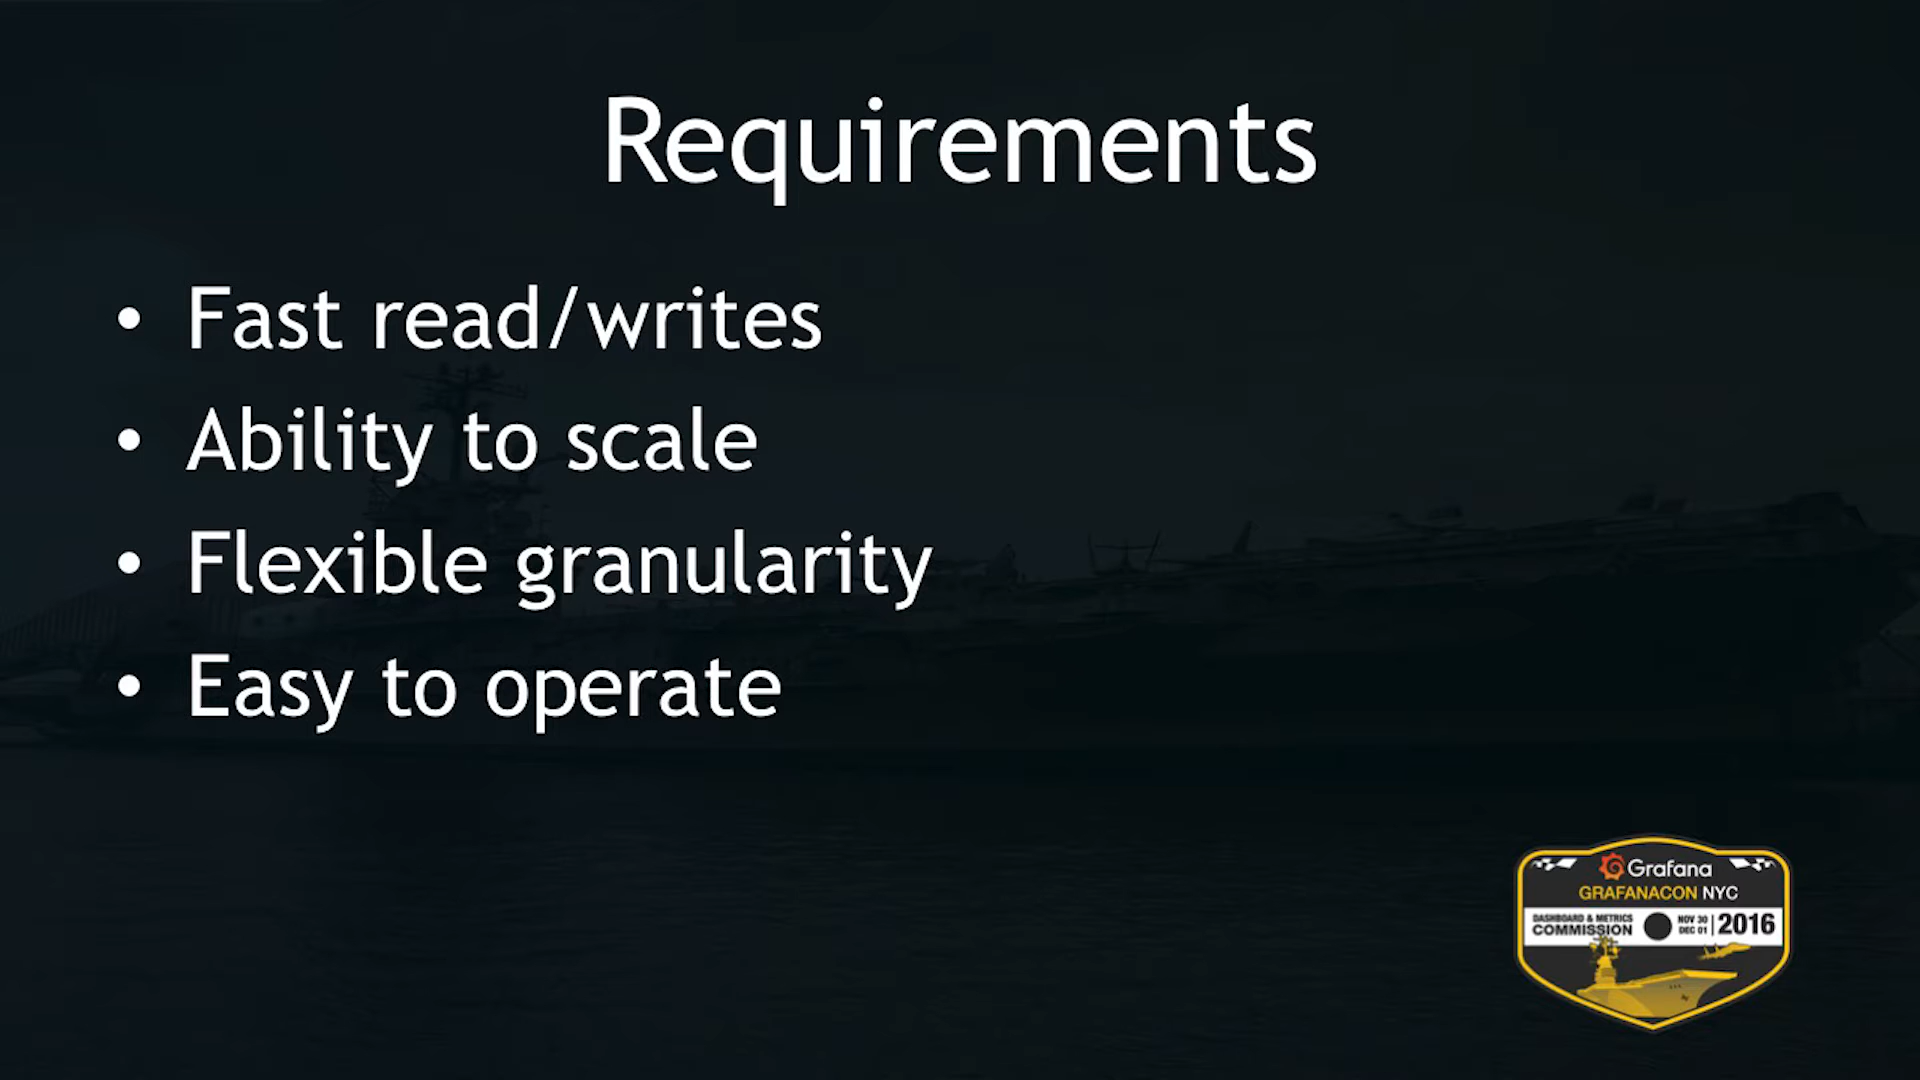 Requirements
• Fast read/writes
• Ability to scale
• Flexible granularity
• Easy to operate
Grafana
GRAFANACON NYC
DASHBOARD & METRICS
COMMISSION
NOV 30
DEC 01
2016